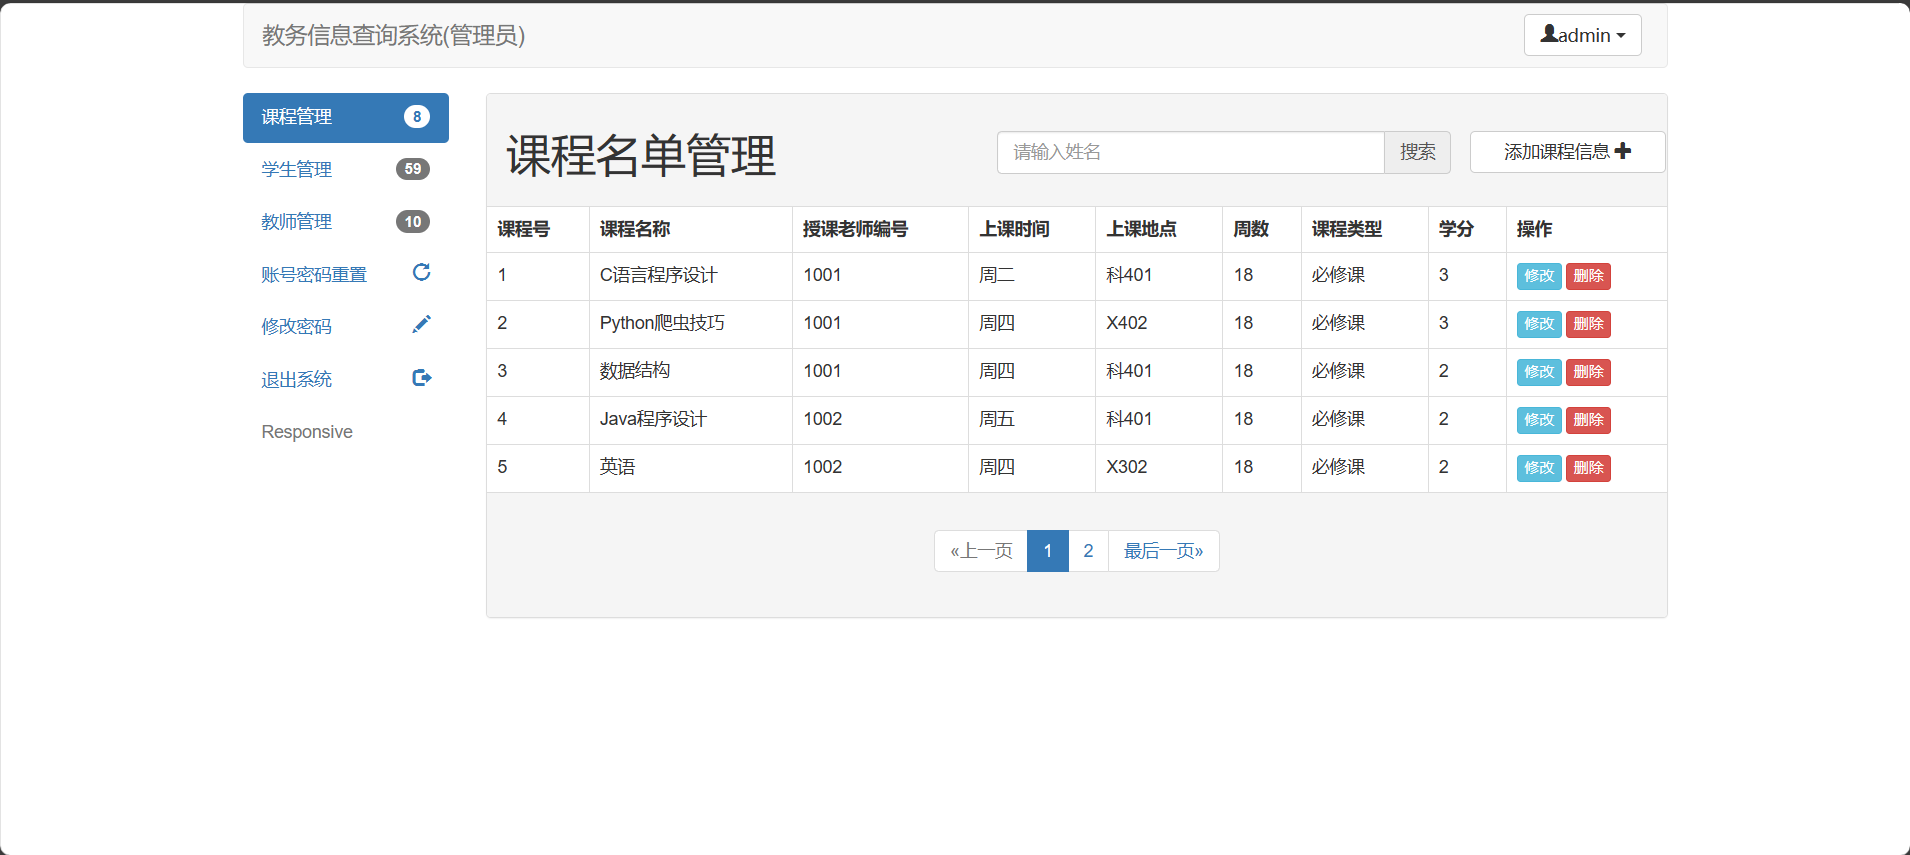 教务信息查询系统(管理员)
admin
课程管理 8
学生管理 59
教师管理 10
账号密码重置
修改密码
退出系统
Responsive
课程名单管理
请输入姓名 搜索 添加课程信息
课程号 课程名称 授课老师编号 上课时间 上课地点 周数 课程类型 学分 操作
1 C语言程序设计 1001 周二 科401 18 必修课 3 修改 删除
2 Python爬虫技巧 1001 周四 X402 18 必修课 3 修改 删除
3 数据结构 1001 周四 科401 18 必修课 2 修改 删除
4 Java程序设计 1002 周五 科401 18 必修课 2 修改 删除
5 英语 1002 周四 X302 18 必修课 2 修改 删除
«上一页 1 2 最后一页»